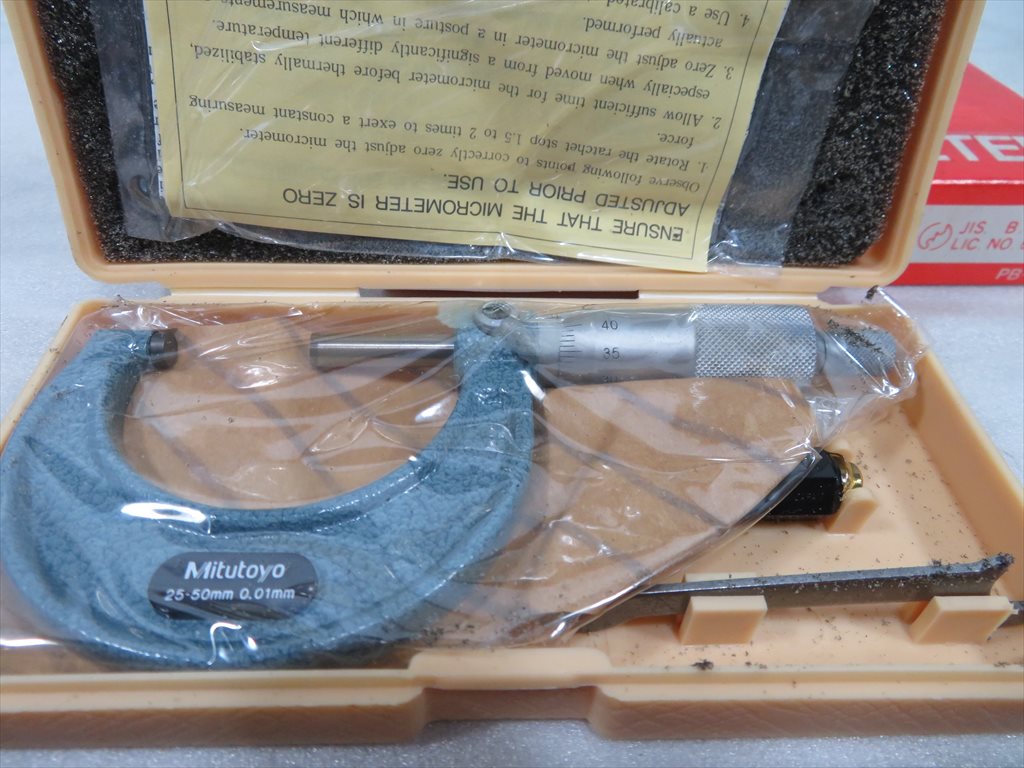 ENSURE THAT THE MICROMETER IS ZERO
ADJUSTED PRIOR TO USE.
Observe following points to correctly zero adjust the micrometer.
1. Rotate the ratchet stop 1.5 to 2 times to exert a constant measuring
force.
2. Allow sufficient time for the micrometer before thermally stabilized,
especially when moved from a significantly different temperature.
3. Zero adjust the micrometer in a posture in which measurements
actually performed.
4. Use a calibrated
JIS B
LIC NO
PB
40
35
Mitutoyo
25-50mm 0.01mm